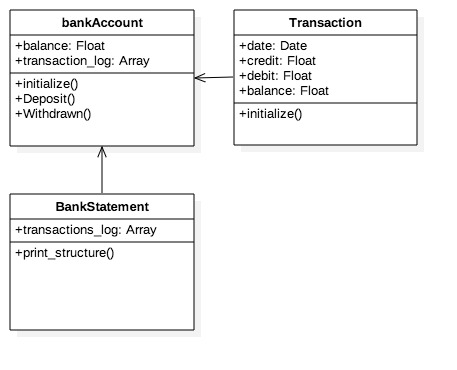 bankAccount
+balance: Float
+transaction_log: Array
+initialize()
+Deposit()
+Withdrawn()
Transaction
+date: Date
+credit: Float
+debit: Float
+balance: Float
+initialize()
BankStatement
+transactions_log: Array
+print_structure()